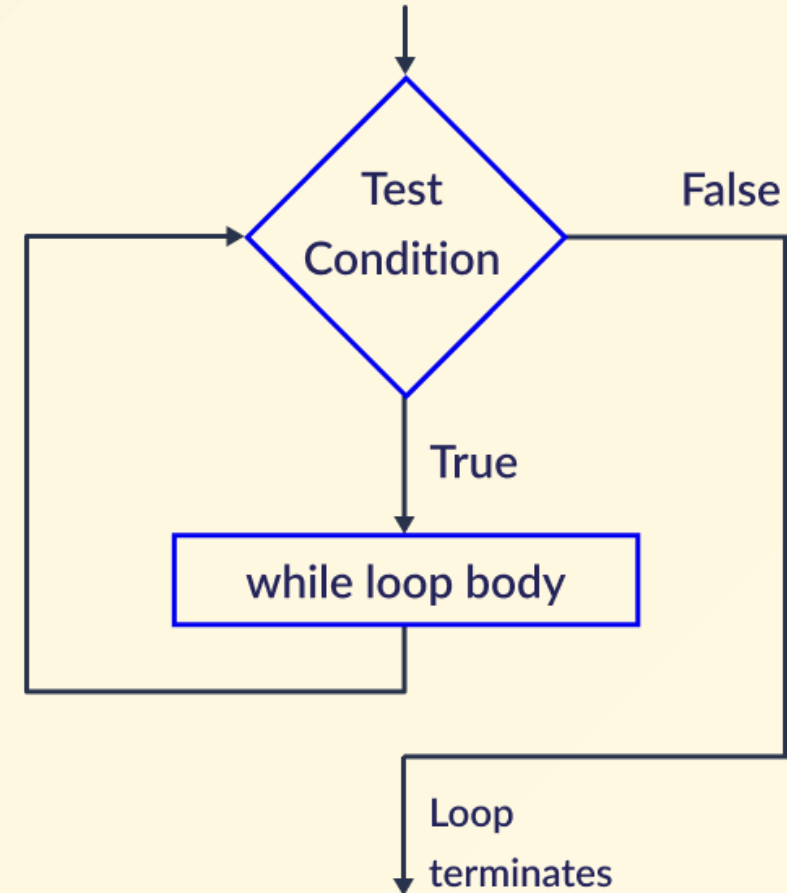 Test
Condition
False
True
while loop body
Loop
terminates